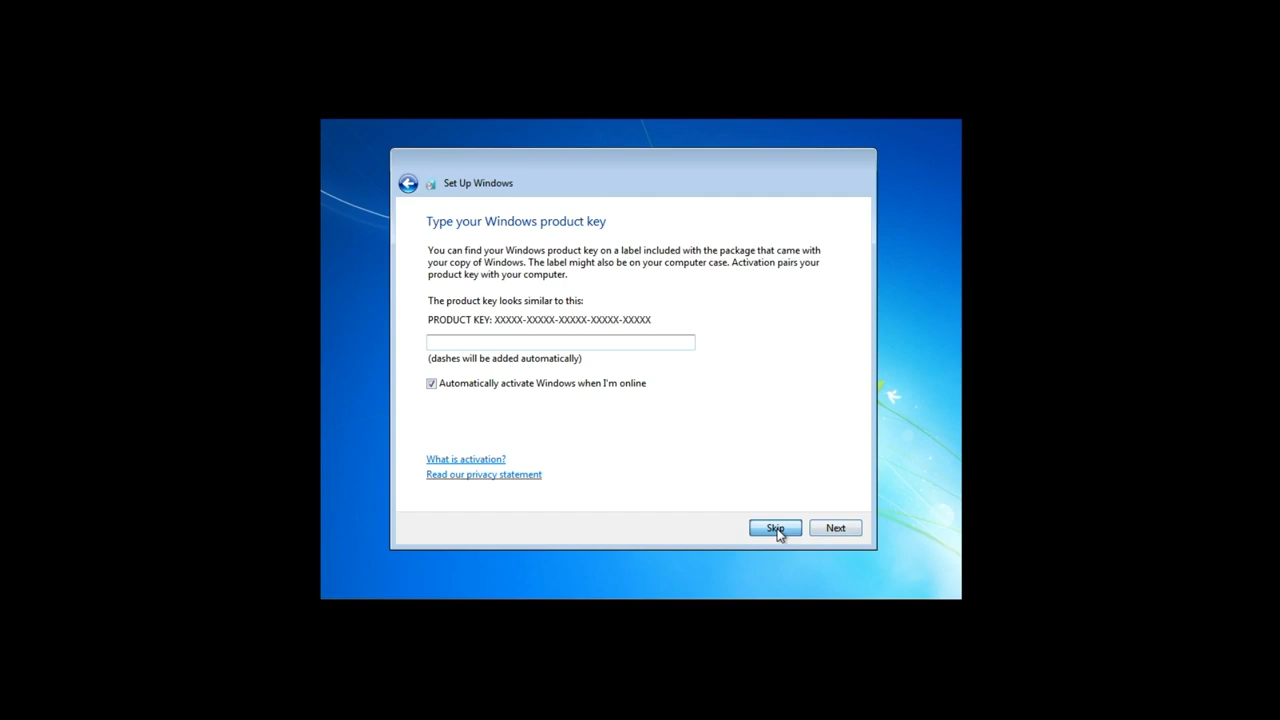 Set Up Windows
Type your Windows product key
You can find your Windows product key on a label included with the package that came with
your copy of Windows. The label might also be on your computer case. Activation pairs your
product key with your computer.
The product key looks similar to this:
PRODUCT KEY: XXXXX-XXXXX-XXXXX-XXXXX-XXXXX
(dashes will be added automatically)
Automatically activate Windows when I'm online
What is activation?
Read our privacy statement
Skip Next